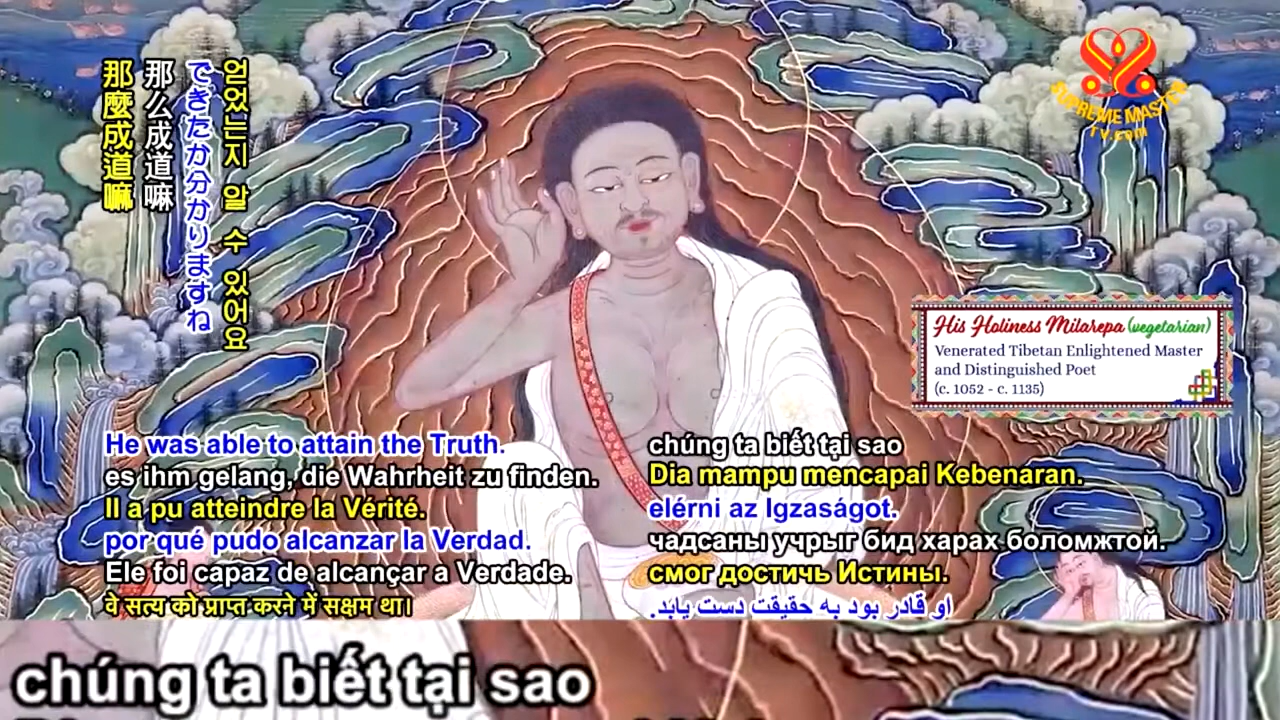 SUPREME MASTER
TV.com
얻었는지 알 수 있어요
できたか分かりますね
那么成道嘛
那麼成道嘛
His Holiness Milarepa (vegetarian)
Venerated Tibetan Enlightened Master
and Distinguished Poet
(c. 1052 - c. 1135)
He was able to attain the Truth.
es ihm gelang, die Wahrheit zu finden.
Il a pu atteindre la Vérité.
por qué pudo alcanzar la Verdad.
Ele foi capaz de alcançar a Verdade.
वे सत्य को प्राप्त करने में सक्षम था।
chúng ta biết tại sao
Dia mampu mencapai Kebenaran.
elérni az Igzaságot.
чадсаны учрыг бид харах боломжтой.
смог достичь Истины.
او قادر بود به حقیقت دست یابد.
chúng ta biết tại sao